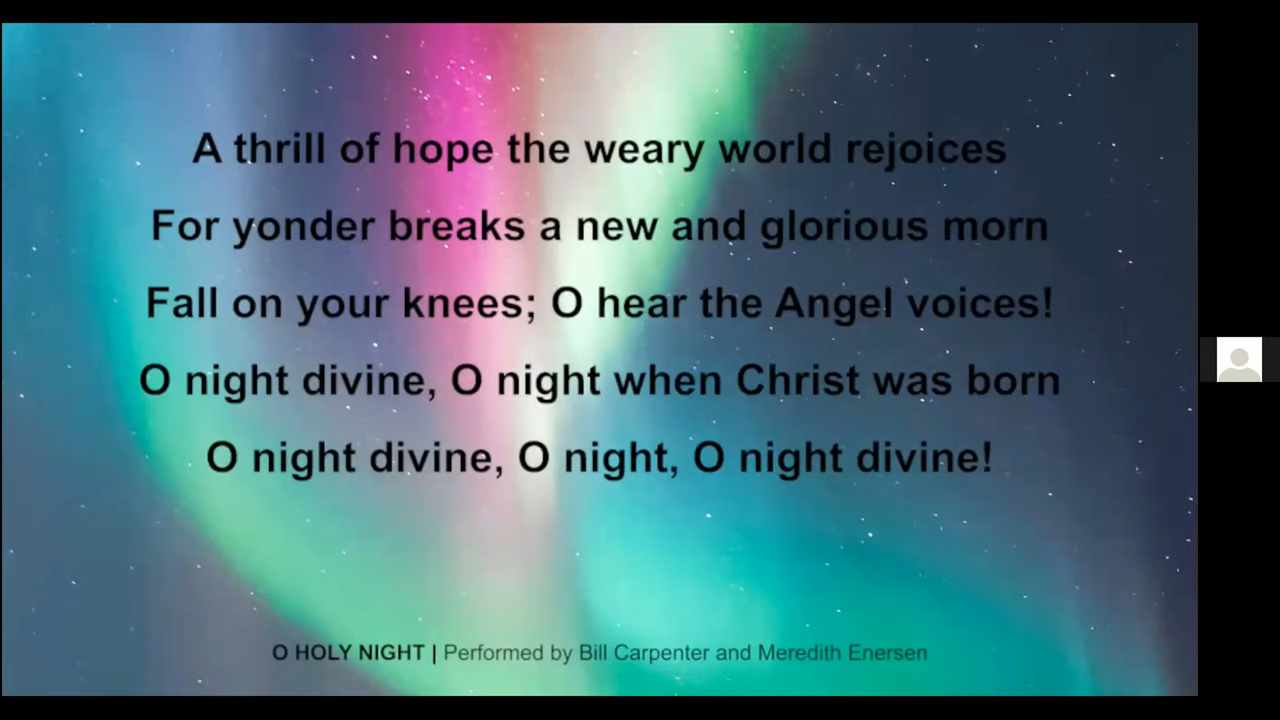 A thrill of hope the weary world rejoices
For yonder breaks a new and glorious morn
Fall on your knees; O hear the Angel voices!
O night divine, O night when Christ was born
O night divine, O night, O night divine!
O HOLY NIGHT | Performed by Bill Carpenter and Meredith Enersen